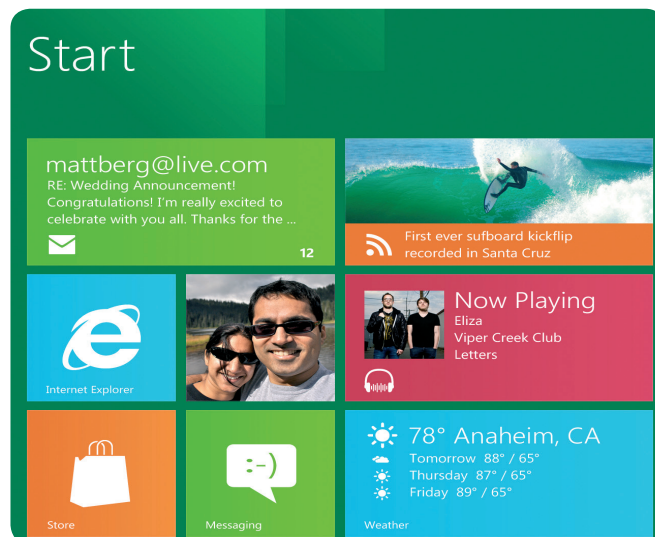 Start
mattberg@live.com
RE: Wedding Announcement!
Congratulations! I'm really excited to
celebrate with you all. Thanks for the ...
12
First ever sufboard kickflip
recorded in Santa Cruz
Internet Explorer
Now Playing
Eliza
Viper Creek Club
Letters
Store
:-)
Messaging
78° Anaheim, CA
Tomorrow 88° / 65°
Thursday 87° / 65°
Friday 89° / 65°
Weather